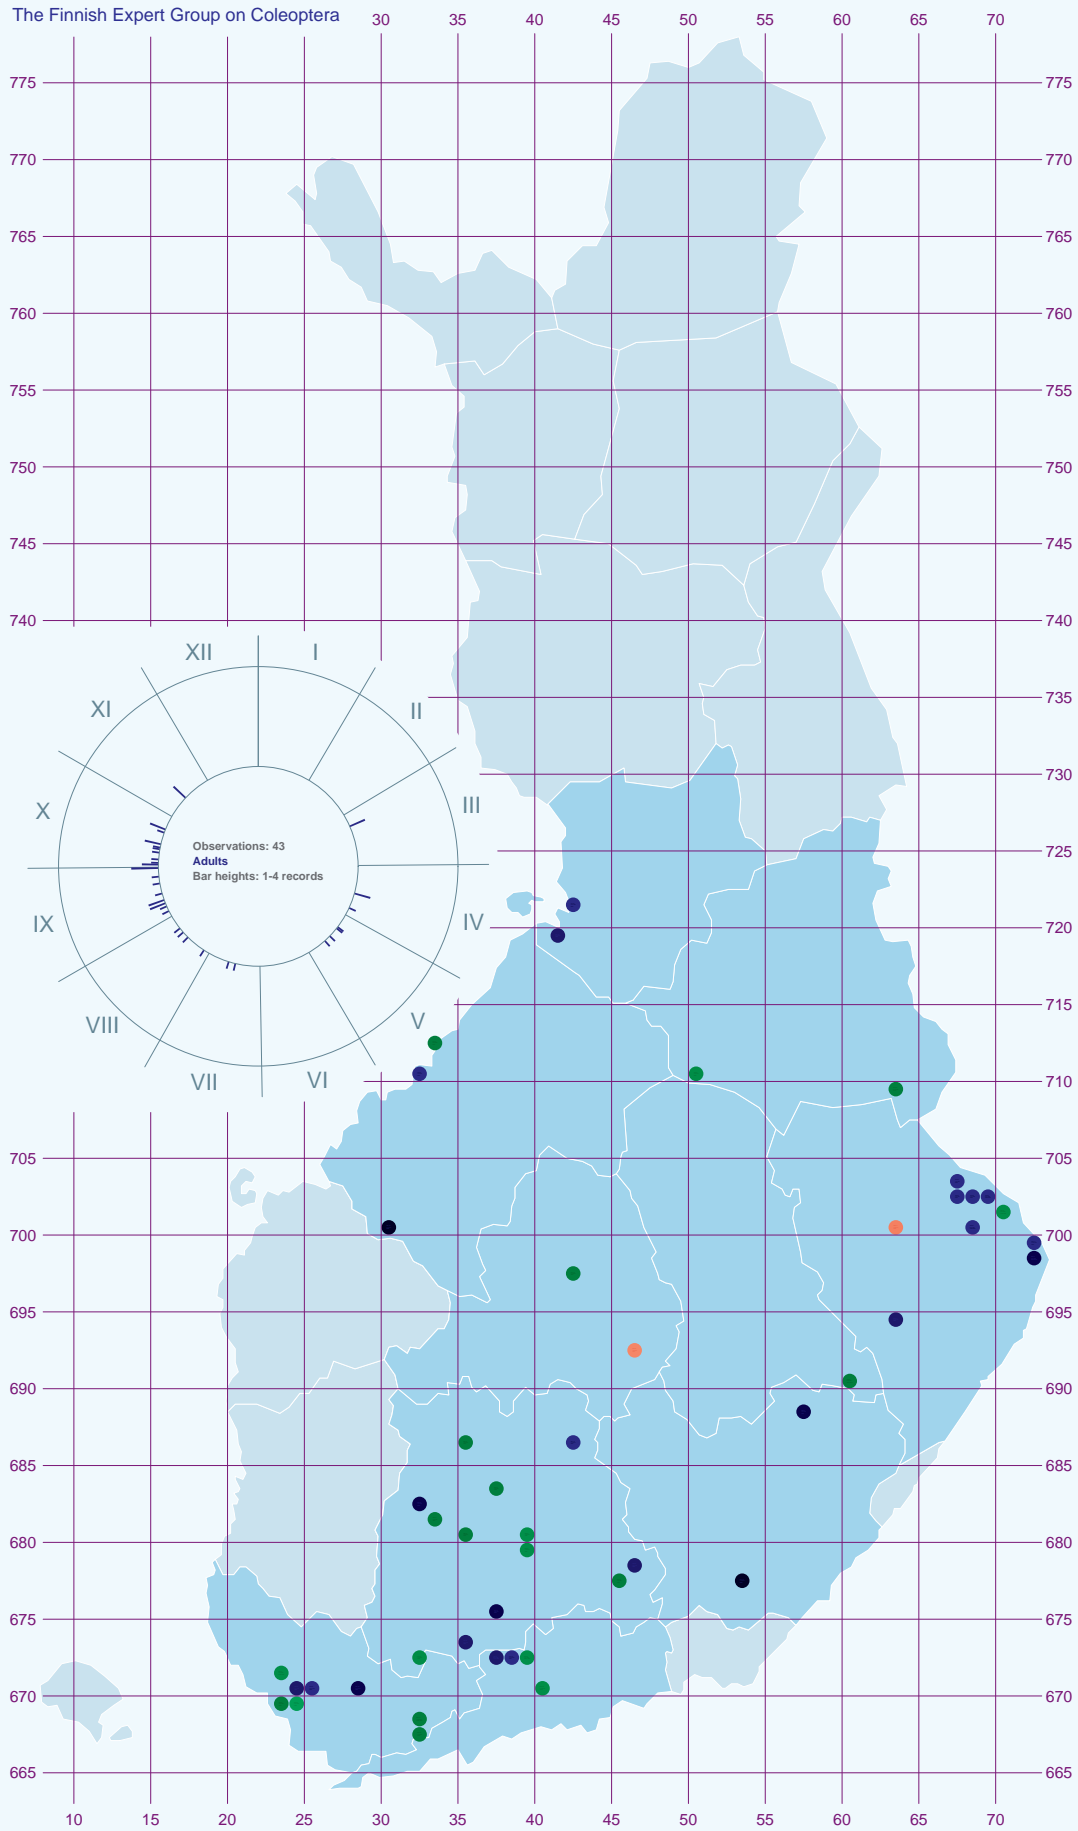 The Finnish Expert Group on Coleoptera
30 35 40 45 50 55 60 65 70
775 775
770 770
765 765
760 760
755 755
750 750
745 745
740 740
XII I
XI II
735
730
X III
725
Observations: 43
Adults
Bar heights: 1-4 records
IX IV
720
715
VIII V
VII VI
710
705 705
700 700
695 695
690 690
685 685
680 680
675 675
670 670
665 665
10 15 20 25 30 35 40 45 50 55 60 65 70